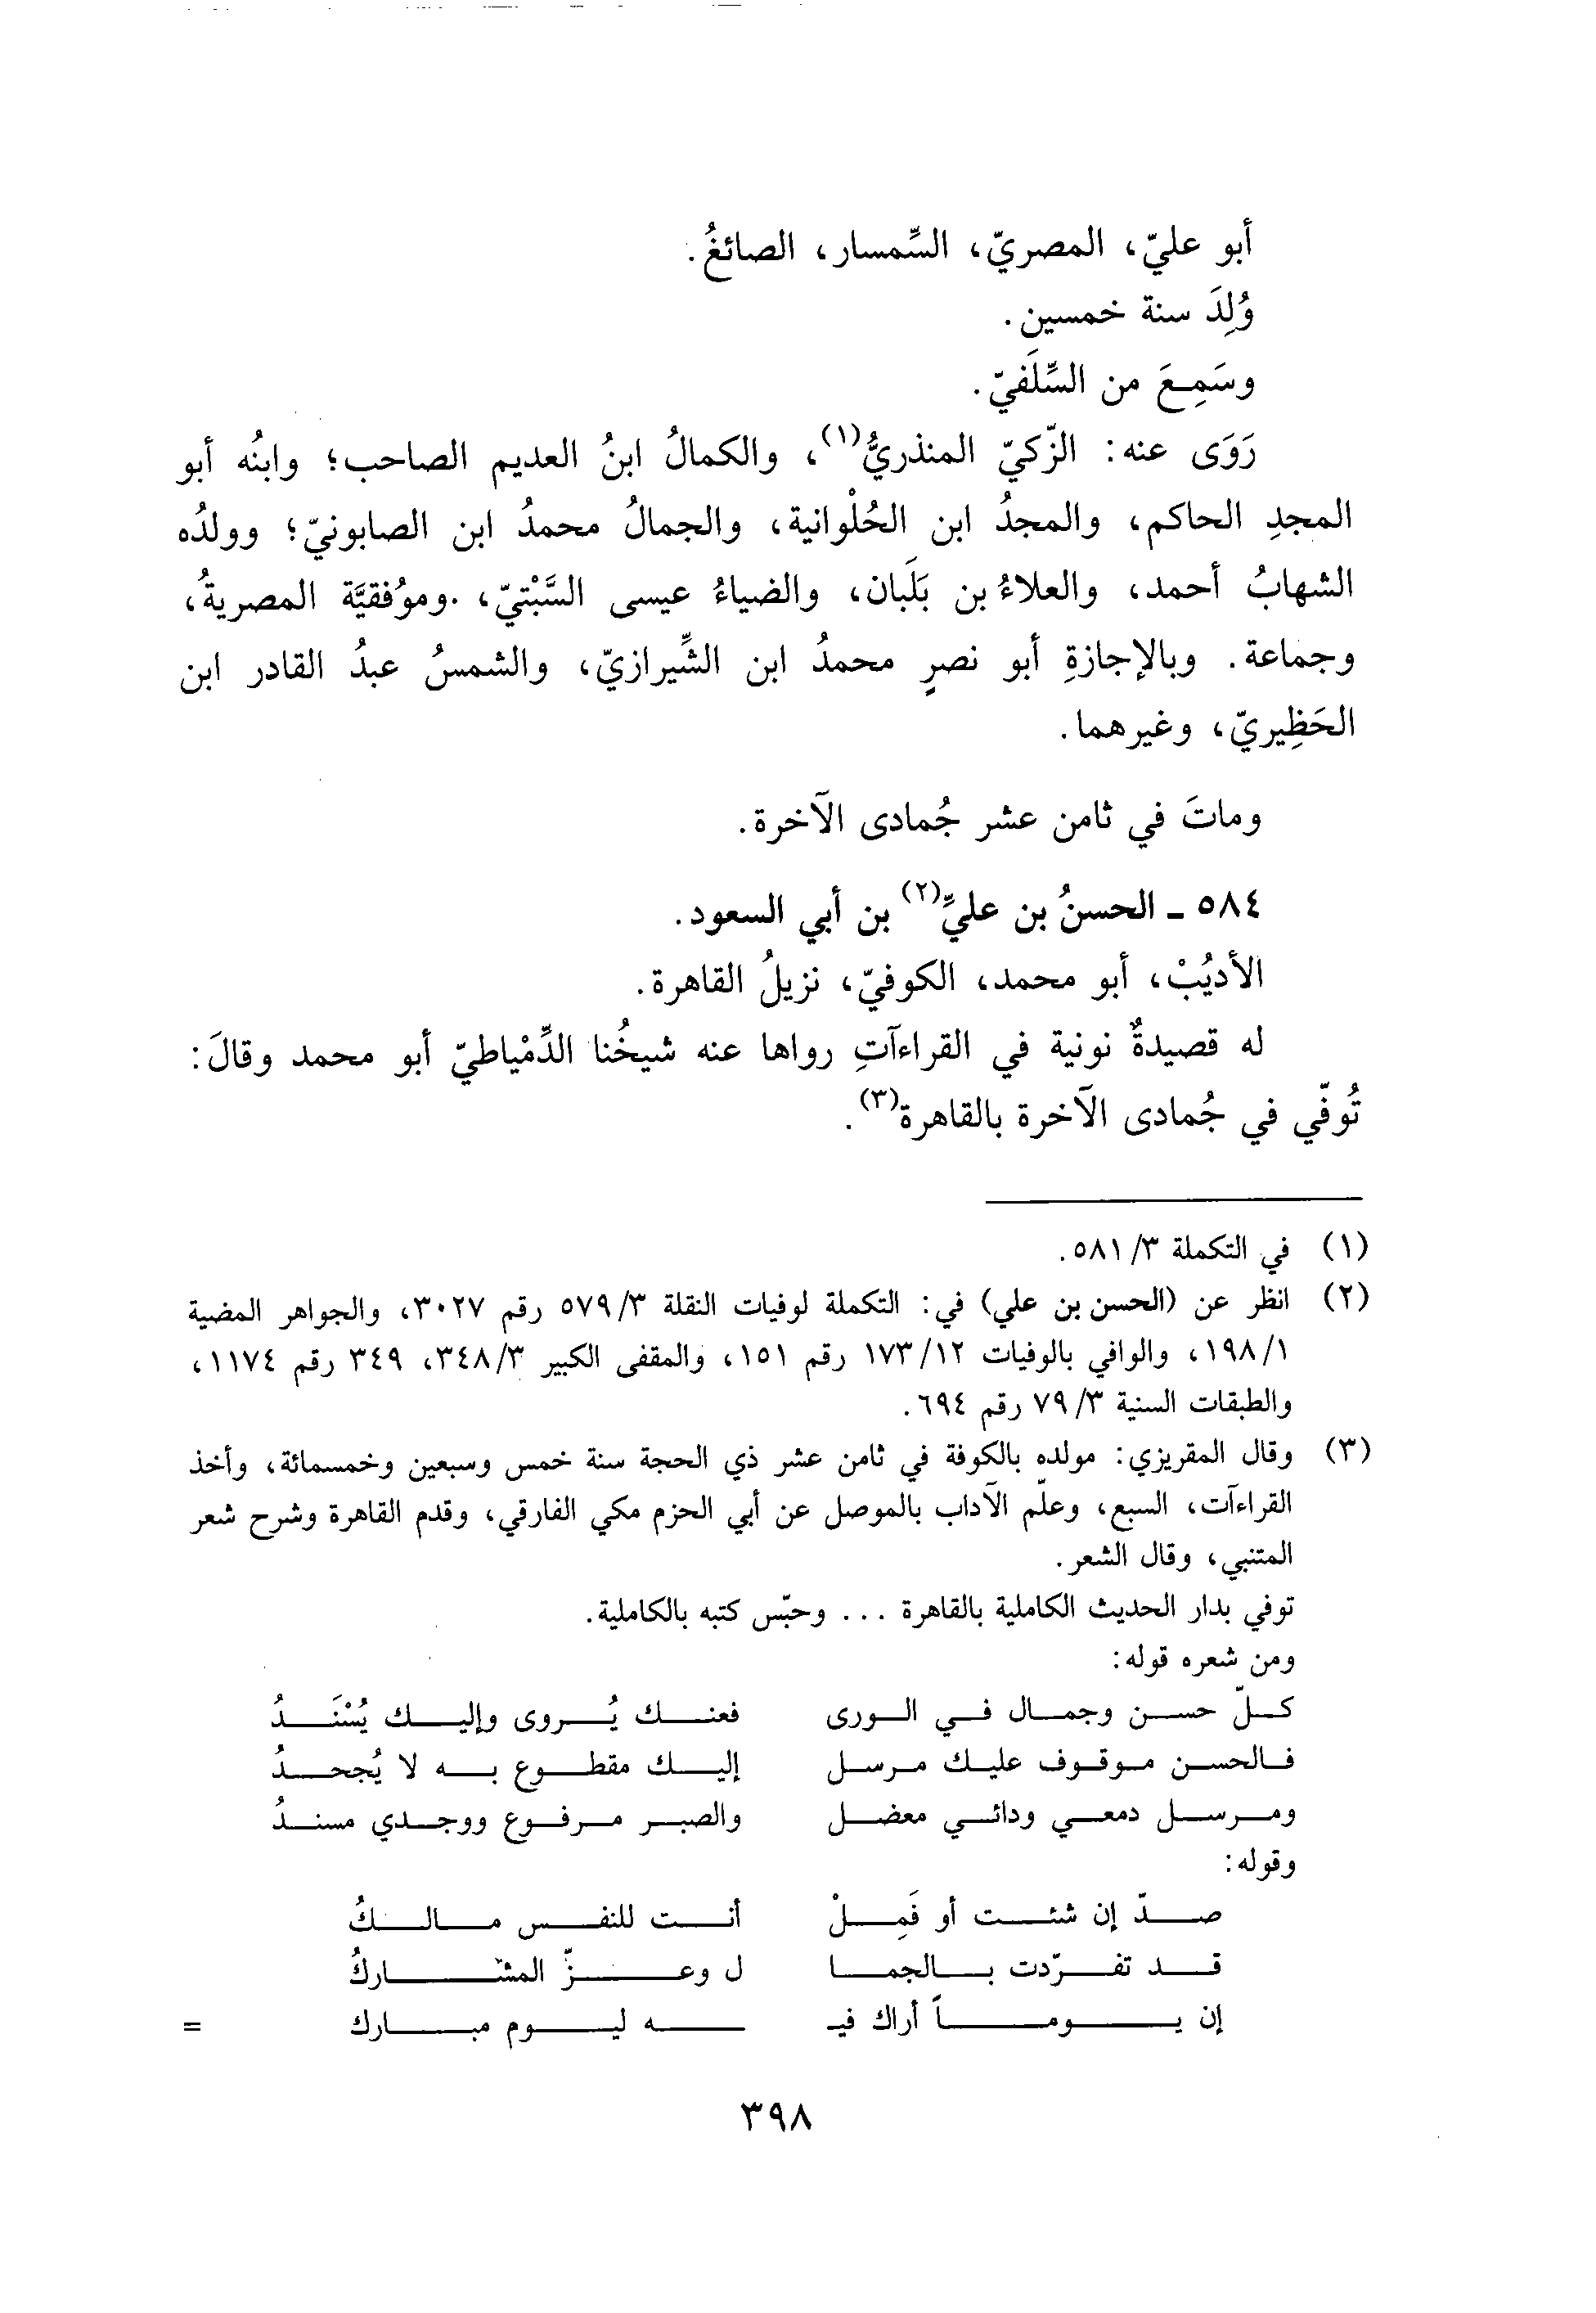 أبو عليّ، المصريّ، السِّمسار، الصائغُ.
وُلِدَ سنة خمسين.
وسَمِعَ من السِّلَفيّ.
رَوَى عنه: الزّكيّ المنذريُّ(١)، والكمالُ ابنُ العديم الصاحب؛ وابنُه أبو
المجدِ الحاكم، والمجدُ ابن الحُلْوانية، والجمالُ محمدُ ابن الصابونيّ؛ وولدُه
الشهابُ أحمد، والعلاءُ بن بَلَبان، والضياءُ عيسى السَّبْتيّ، وموُفقيَّة المصريةُ،
وجماعة. وبالإجازةِ أبو نصرٍ محمدُ ابن الشِّيرازيّ، والشمسُ عبدُ القادر ابن
الحَظِيريّ، وغيرهما.
وماتَ في ثامن عشر جُمادى الآخرة.
٥٨٤ - الحسنُ بن عليِّ(٢) بن أبي السعود.
الأديُبْ، أبو محمد، الكوفيّ، نزيلُ القاهرة.
له قصيدةٌ نونية في القراءآتِ رواها عنه شيخُنا الدِّمْياطيّ أبو محمد وقالَ:
تُوفّي في جُمادى الآخرة بالقاهرة(٣).
(١) في التكملة ٥٨١/٣.
(٢) انظر عن (الحسن بن علي) في: التكملة لوفيات النقلة ٥٧٩/٣ رقم ٣٠٢٧، والجواهر المضية
١٩٨/١، والوافي بالوفيات ١٧٣/١٢ رقم ١٥١، والمقفى الكبير ٣٤٨/٣، ٣٤٩ رقم ١١٧٤،
والطبقات السنية ٧٩/٣ رقم ٦٩٤.
(٣) وقال المقريزي: مولده بالكوفة في ثامن عشر ذي الحجة سنة خمس وسبعين وخمسمائة، وأخذ
القراءآت، السبع، وعلّم الآداب بالموصل عن أبي الحزم مكي الفارقي، وقدم القاهرة وشرح شعر
المتنبي، وقال الشعر.
توفي بدار الحديث الكاملية بالقاهرة ... وحبّس كتبه بالكاملية.
ومن شعره قوله:
كلّ حسن وجمال في الورى فعنك يُروى وإليك يُسْنَدُ
فالحسن موقوف عليك مرسل إليك مقطوع به لا يُجحدُ
ومرسل دمعي ودائي معضل والصبر مرفوع ووجدي مسندُ
وقوله:
صدّ إن شئت أو فَمِلْ أنت للنفس مالكُ
قد تفرّدت بالجما ل وعزّ المشاركُ
إن يوماً أراك فيـ ـه ليوم مبارك =
٣٩٨